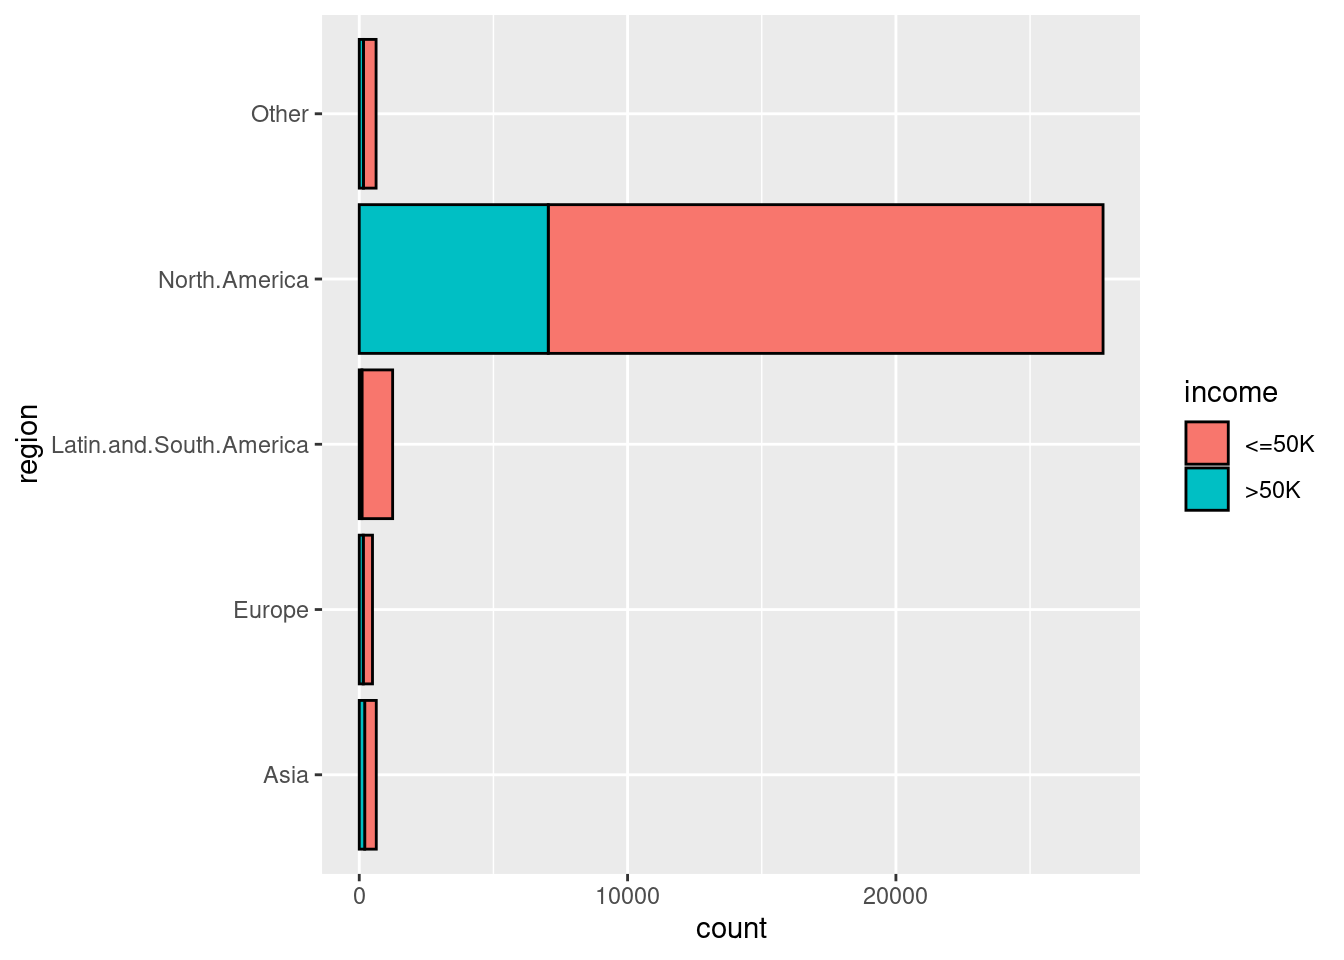 Other
North.America
Latin.and.South.America
Europe
Asia
region
0
10000
20000
count
income
<=50K
>50K